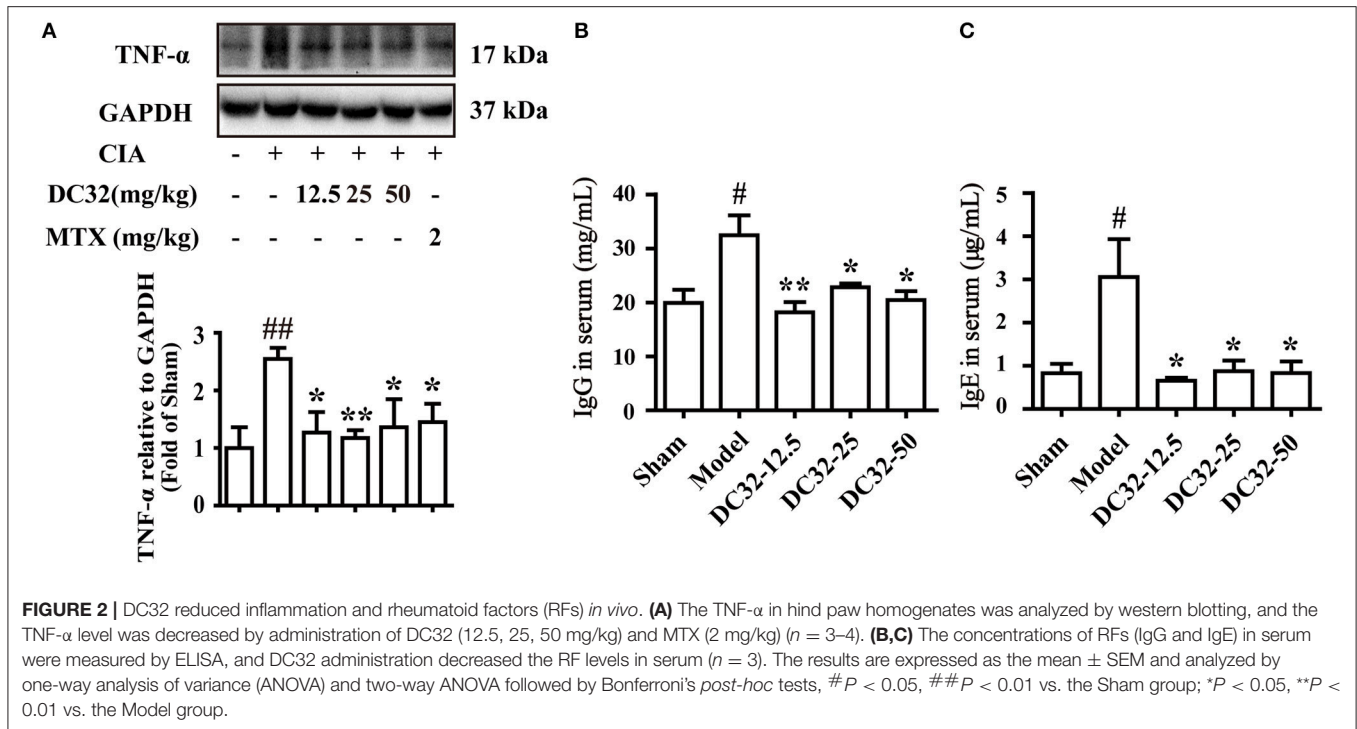 A
TNF-α
17 kDa
GAPDH
37 kDa
CIA - + + + + +
DC32(mg/kg) - - 12.5 25 50 -
MTX (mg/kg) - - - - - 2
TNF-α relative to GAPDH
(Fold of Sham)
3
2
1
0
##
*
**
*
*
B
IgG in serum (mg/mL)
40
30
20
10
0
#
**
*
*
Sham
Model
DC32-12.5
DC32-25
DC32-50
C
IgE in serum (μg/mL)
5
4
3
2
1
0
#
*
*
*
Sham
Model
DC32-12.5
DC32-25
DC32-50
FIGURE 2 | DC32 reduced inflammation and rheumatoid factors (RFs) in vivo. (A) The TNF-α in hind paw homogenates was analyzed by western blotting, and the
TNF-α level was decreased by administration of DC32 (12.5, 25, 50 mg/kg) and MTX (2 mg/kg) (n = 3–4). (B,C) The concentrations of RFs (IgG and IgE) in serum
were measured by ELISA, and DC32 administration decreased the RF levels in serum (n = 3). The results are expressed as the mean ± SEM and analyzed by
one-way analysis of variance (ANOVA) and two-way ANOVA followed by Bonferroni's post-hoc tests, #P < 0.05, ##P < 0.01 vs. the Sham group; *P < 0.05, **P <
0.01 vs. the Model group.